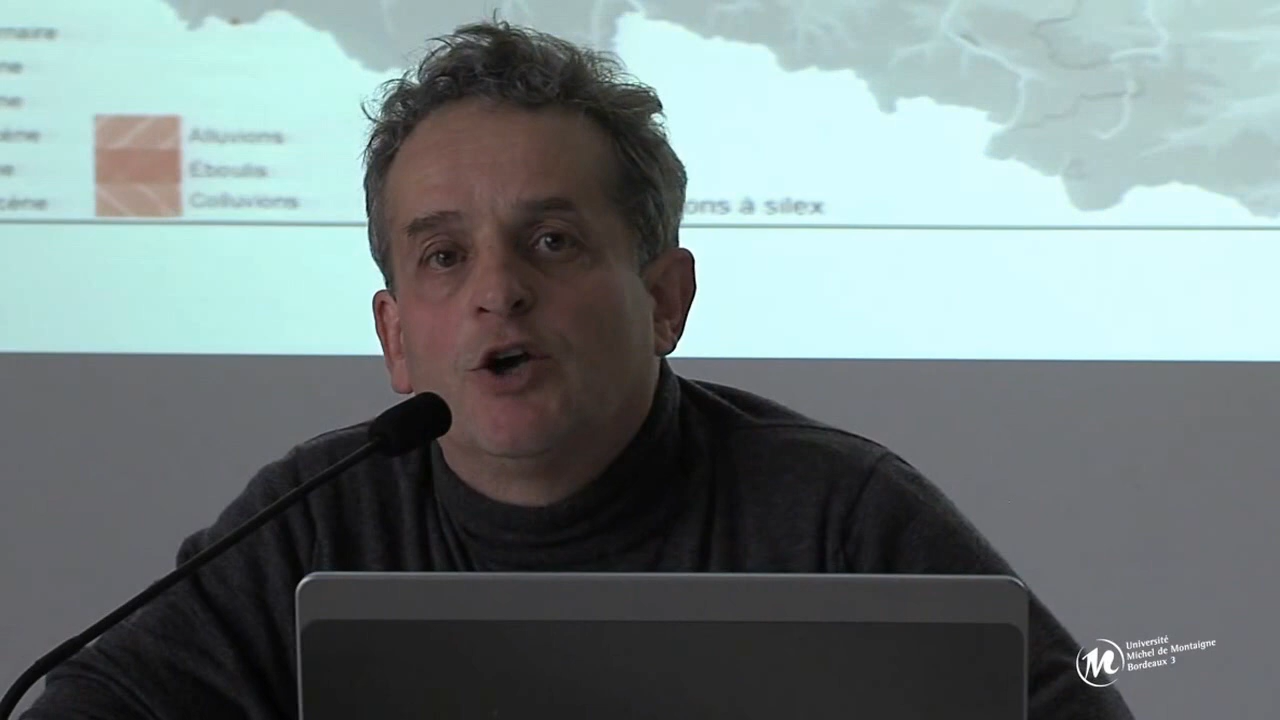 Alluvions
Éboulis
Colluvions
ons à silex
Université
Michel de Montaigne
Bordeaux 3